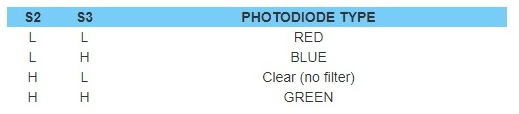 S2 S3 PHOTODIODE TYPE
L L RED
L H BLUE
H L Clear (no filter)
H H GREEN